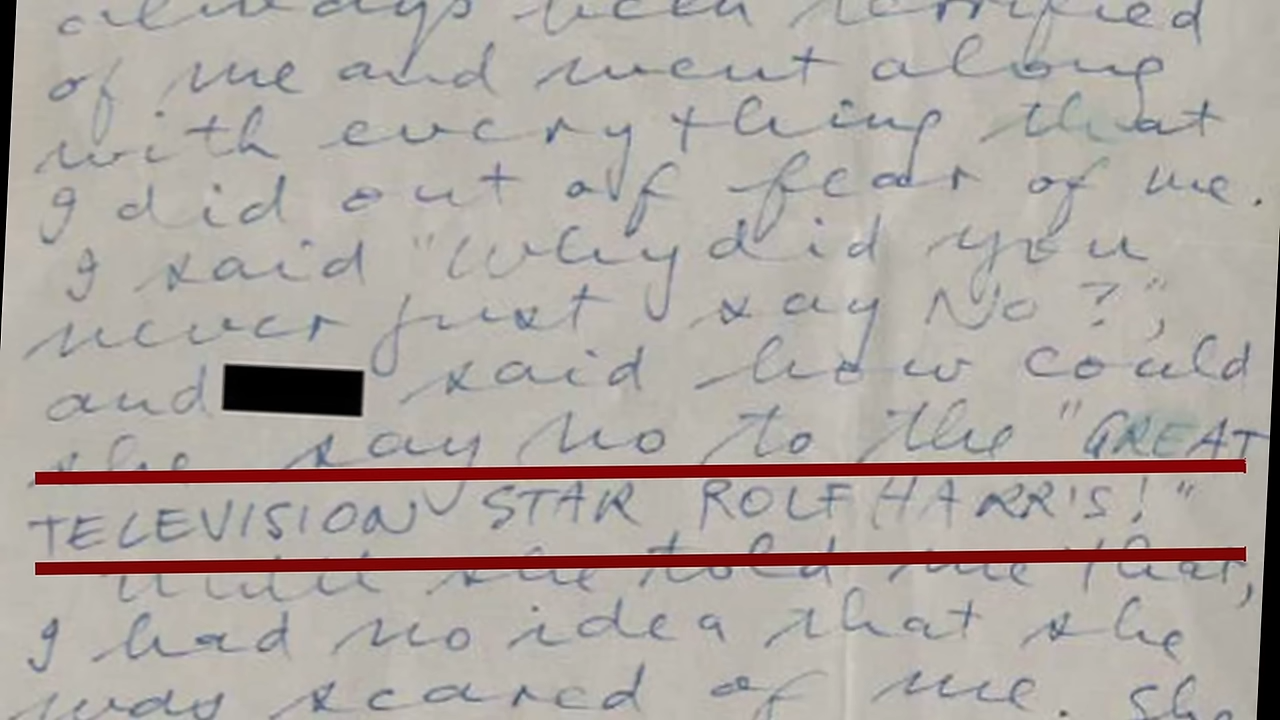 always been terrified
of me and went along
with everything that
I did out of fear of me.
I said "Why did you
never just say No?",
and said how could
she say no to the "GREAT
TELEVISION STAR ROLF HARRIS!"
Until she told me that,
I had no idea that she
was scared of me. She